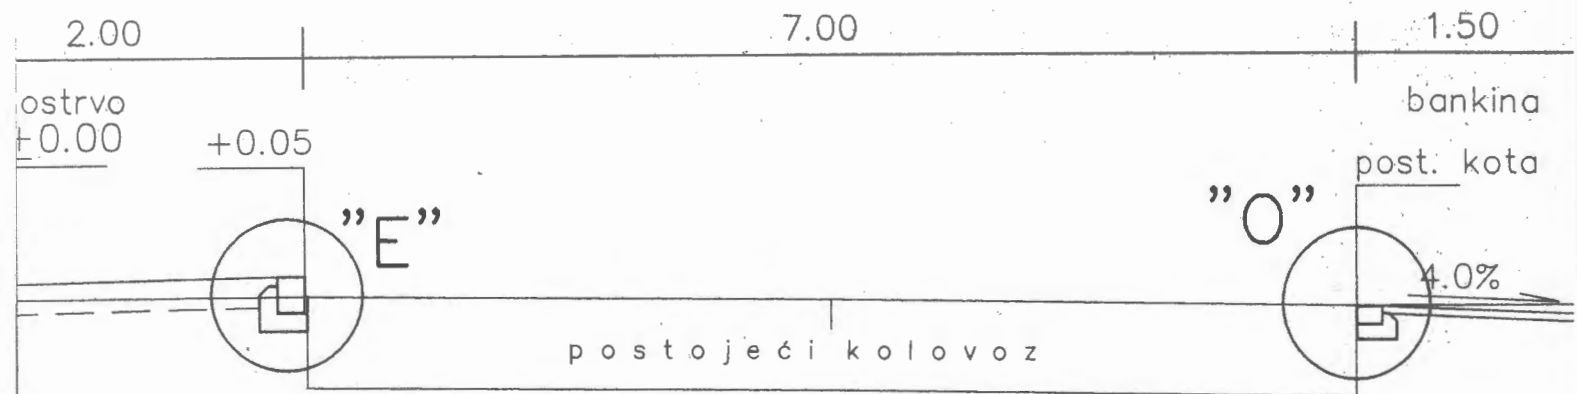 2.00 7.00 1.50
ostrvo bankina
±0.00 +0.05
post. kota
"E" "O"
4.0%
postojeći kolovoz